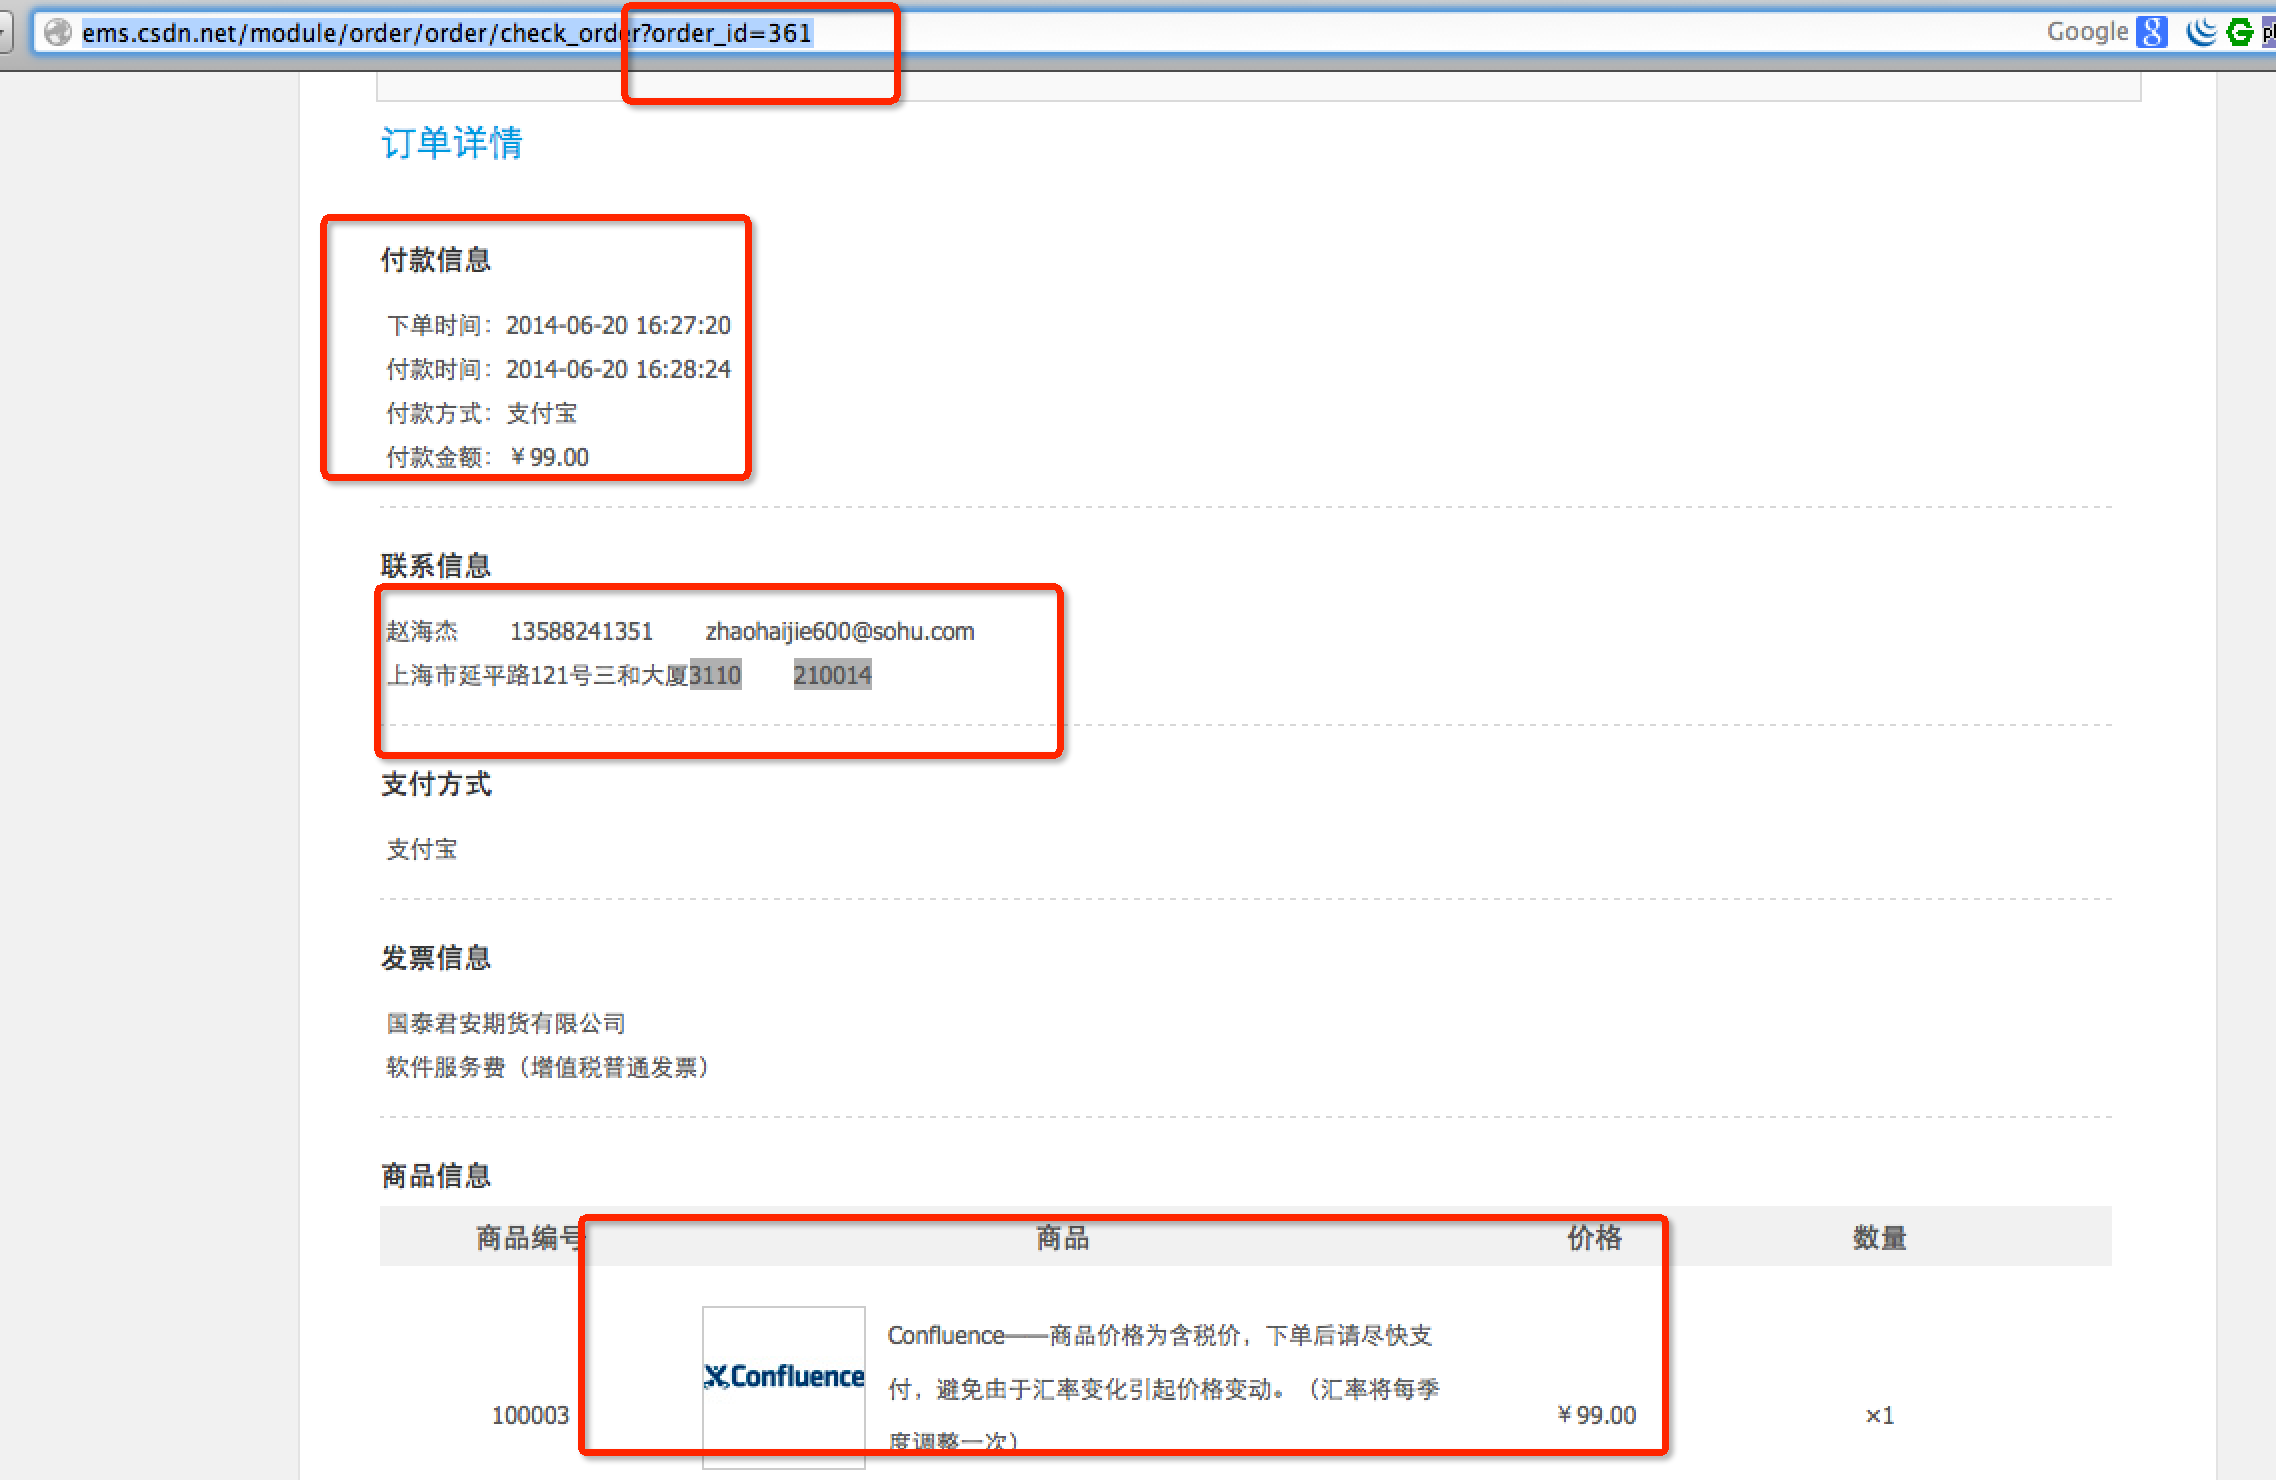 ems.csdn.net/module/order/order/check_order?order_id=361
Google
订单详情
付款信息
下单时间： 2014-06-20 16:27:20
付款时间： 2014-06-20 16:28:24
付款方式： 支付宝
付款金额： ￥99.00
联系信息
赵海杰 13588241351 zhaohaijie600@sohu.com
上海市延平路121号三和大厦3110 210014
支付方式
支付宝
发票信息
国泰君安期货有限公司
软件服务费（增值税普通发票）
商品信息
商品编号 商品 价格 数量
Confluence
Confluence——商品价格为含税价，下单后请尽快支
付，避免由于汇率变化引起价格变动。（汇率将每季
度调整一次）
100003 ￥99.00 ×1